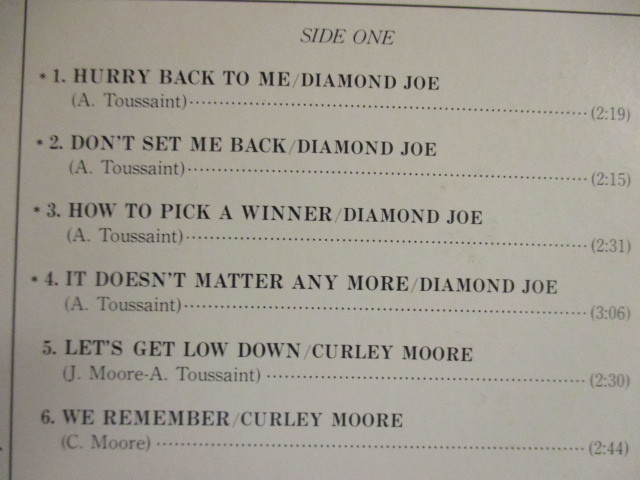 SIDE ONE
* 1. HURRY BACK TO ME/DIAMOND JOE
(A. Toussaint)·······················································(2:19)
* 2. DON'T SET ME BACK/DIAMOND JOE
(A. Toussaint)·······················································(2:15)
* 3. HOW TO PICK A WINNER/DIAMOND JOE
(A. Toussaint)·······················································(2:31)
* 4. IT DOESN'T MATTER ANY MORE/DIAMOND JOE
(A. Toussaint)·······················································(3:06)
5. LET'S GET LOW DOWN/CURLEY MOORE
(J. Moore-A. Toussaint)·············································(2:30)
6. WE REMEMBER/CURLEY MOORE
(C. Moore)···························································(2:44)